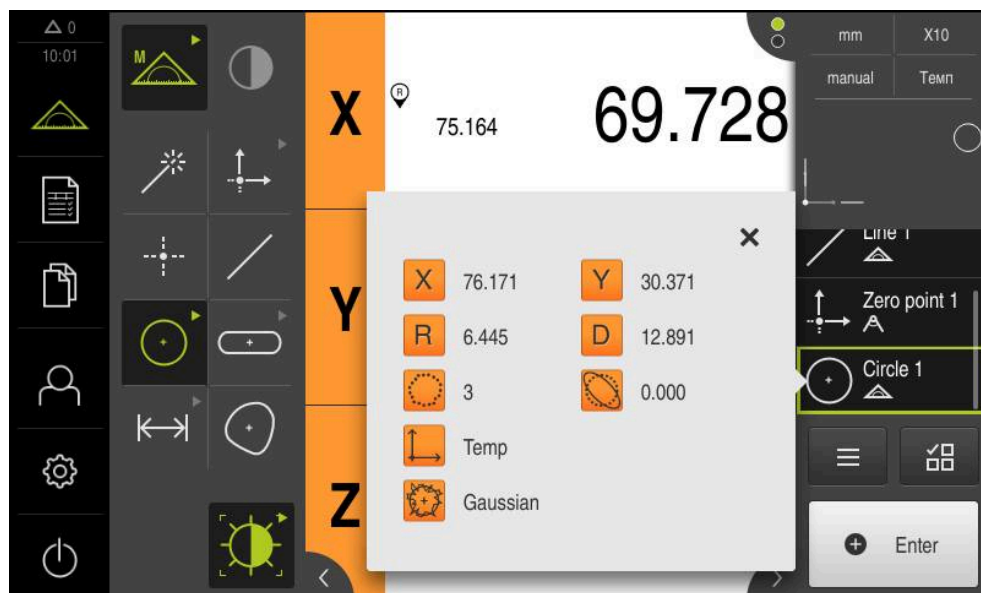 0
10:01
M
X
R
75.164
69.728
mm
X10
manual
Темп
Line 1
Zero point 1
Circle 1
Y
X
76.171
Y
30.371
R
6.445
D
12.891
3
0.000
Temp
Gaussian
Z
Enter